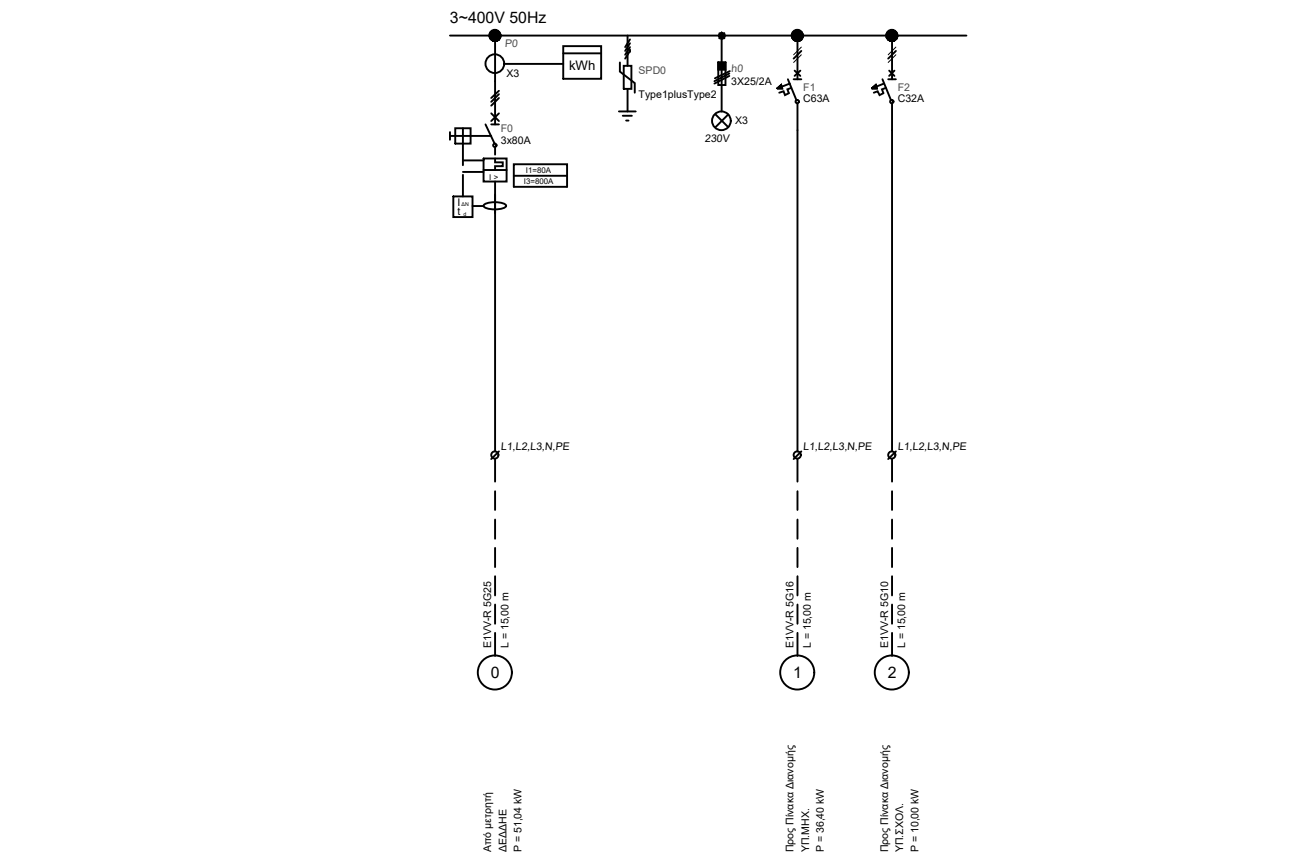 3~400V 50Hz
P0
X3
kWh
F0
3x80A
I1=80A
I3=800A
I >
I ΔN
t d
SPD0
Type1plusType2
h0
3X25/2A
X3
230V
F1
C63A
F2
C32A
L1,L2,L3,N,PE
L1,L2,L3,N,PE
L1,L2,L3,N,PE
E1VV-R 5G25
L = 15,00 m
E1VV-R 5G16
L = 15,00 m
E1VV-R 5G10
L = 15,00 m
0
1
2
Από μετρητή
ΔΕΔΔΗΕ
P = 51,04 kW
Προς Πίνακα Διανομής
ΥΠ.ΜΗΧ.
P = 36,40 kW
Προς Πίνακα Διανομής
ΥΠ.ΣΧΟΛ.
P = 10,00 kW